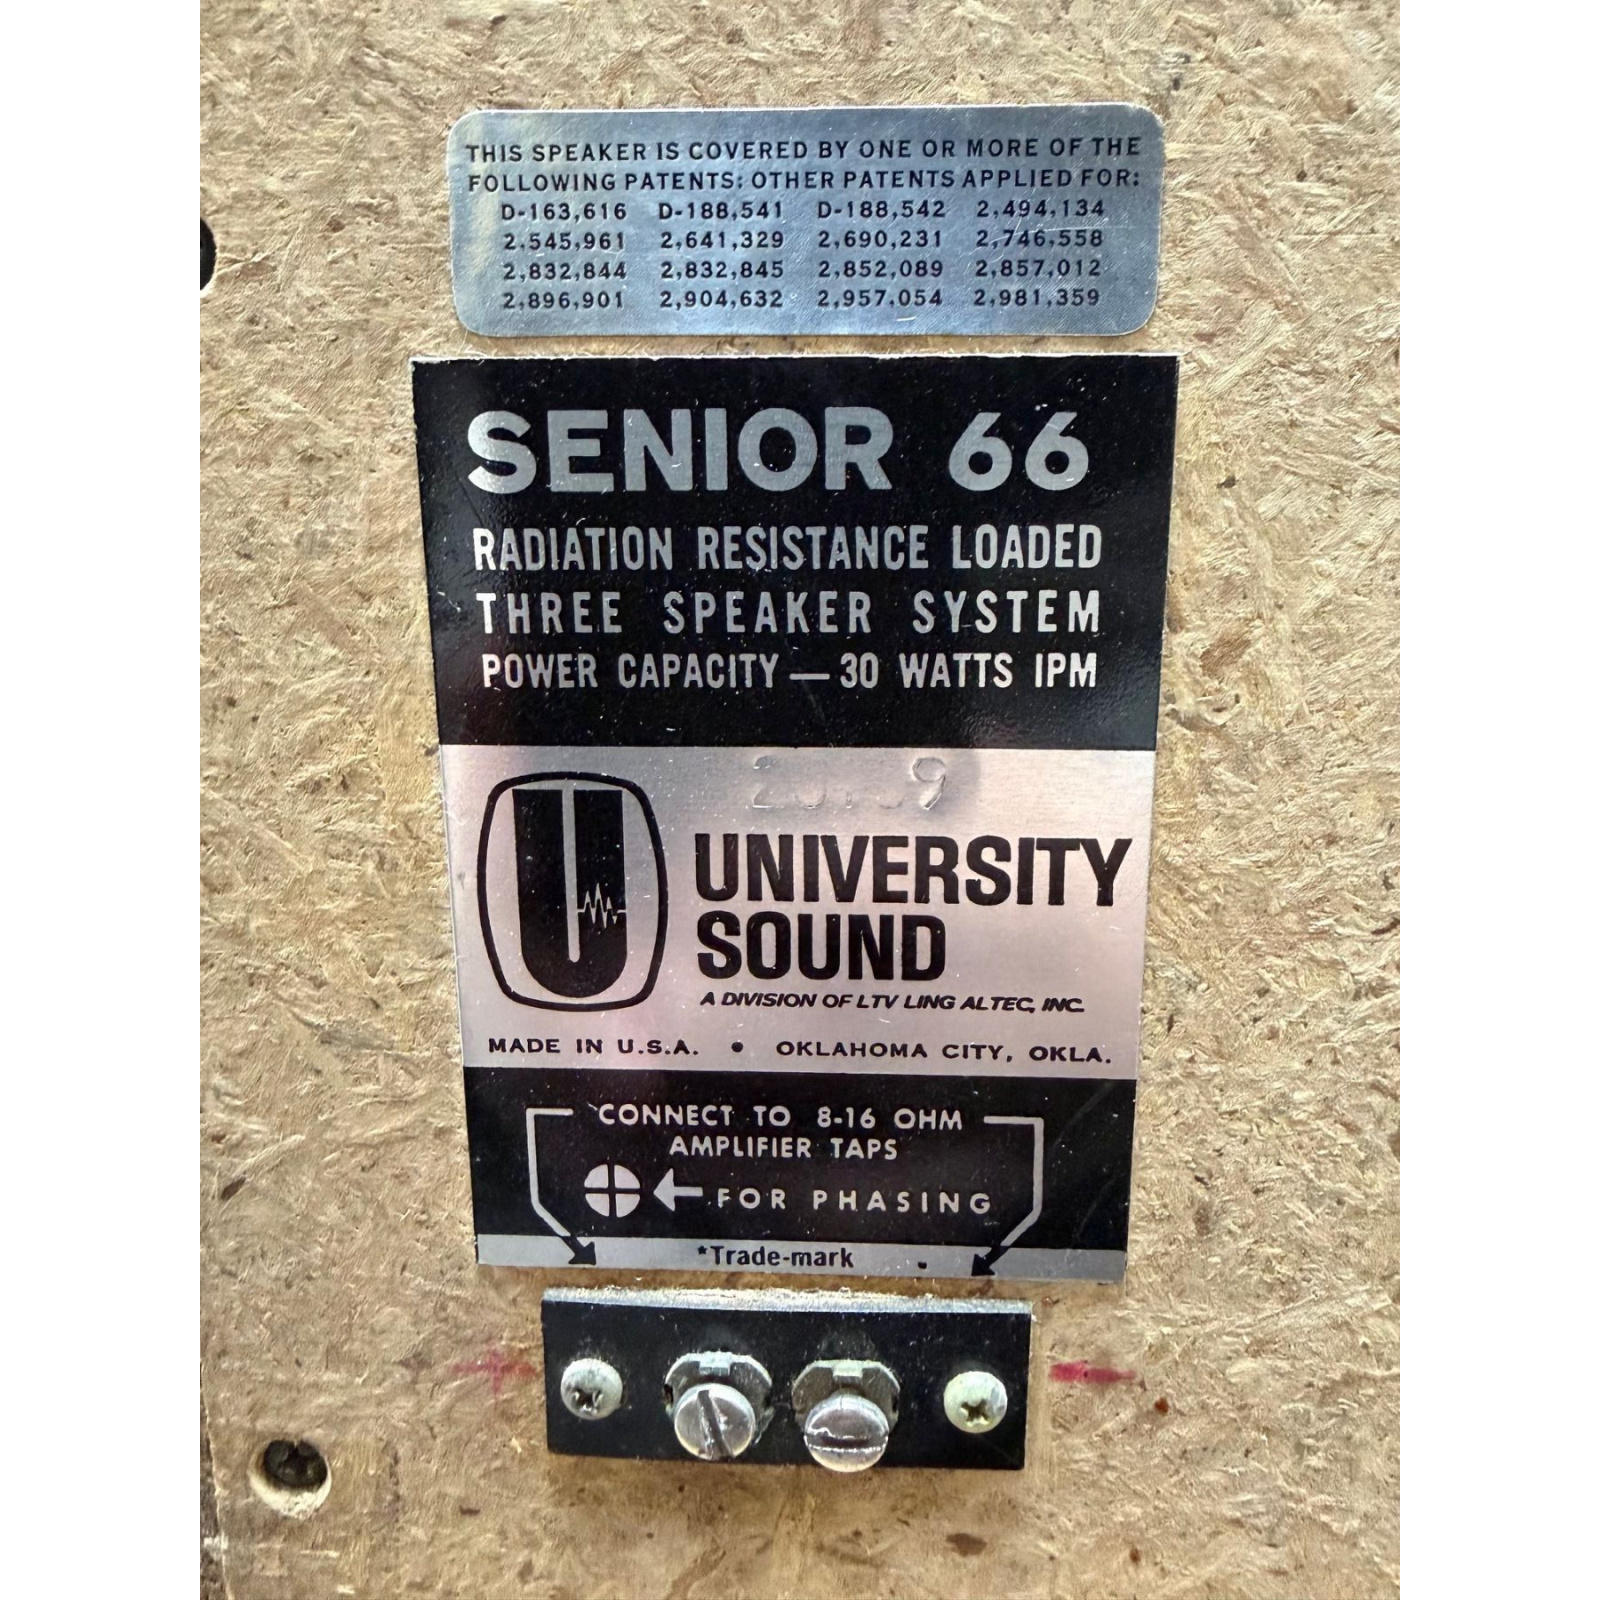 THIS SPEAKER IS COVERED BY ONE OR MORE OF THE
FOLLOWING PATENTS: OTHER PATENTS APPLIED FOR:
D-163,616 D-188,541 D-188,542 2,494,134
2,545,961 2,641,329 2,690,231 2,746,558
2,832,844 2,832,845 2,852,089 2,857,012
2,896,901 2,904,632 2,957,054 2,981,359
SENIOR 66
RADIATION RESISTANCE LOADED
THREE SPEAKER SYSTEM
POWER CAPACITY — 30 WATTS IPM
U
UNIVERSITY
SOUND
A DIVISION OF LTV LING ALTEC, INC.
MADE IN U.S.A. • OKLAHOMA CITY, OKLA.
CONNECT TO 8-16 OHM
AMPLIFIER TAPS
FOR PHASING
*Trade-mark